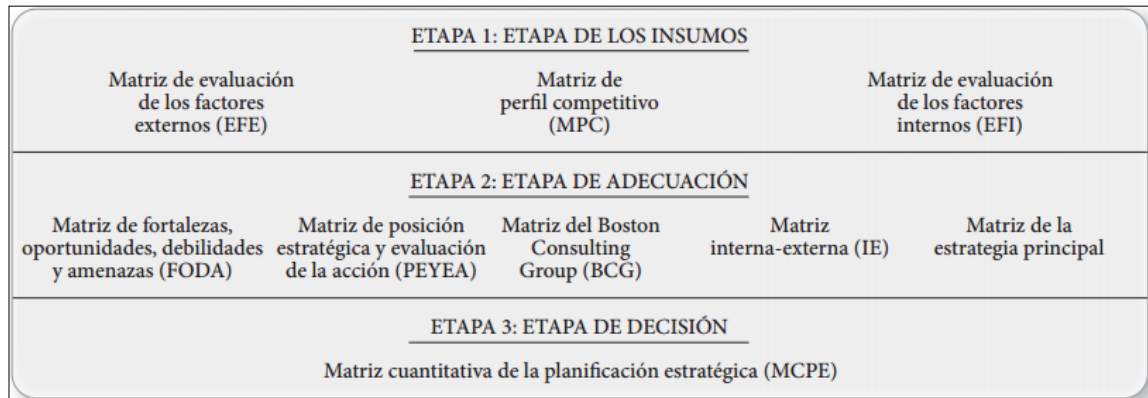 ETAPA 1: ETAPA DE LOS INSUMOS
Matriz de evaluación
de los factores
externos (EFE)
Matriz de
perfil competitivo
(MPC)
Matriz de evaluación
de los factores
internos (EFI)
ETAPA 2: ETAPA DE ADECUACIÓN
Matriz de fortalezas,
oportunidades, debilidades
y amenazas (FODA)
Matriz de posición
estratégica y evaluación
de la acción (PEYEA)
Matriz del Boston
Consulting
Group (BCG)
Matriz
interna-externa (IE)
Matriz de la
estrategia principal
ETAPA 3: ETAPA DE DECISIÓN
Matriz cuantitativa de la planificación estratégica (MCPE)